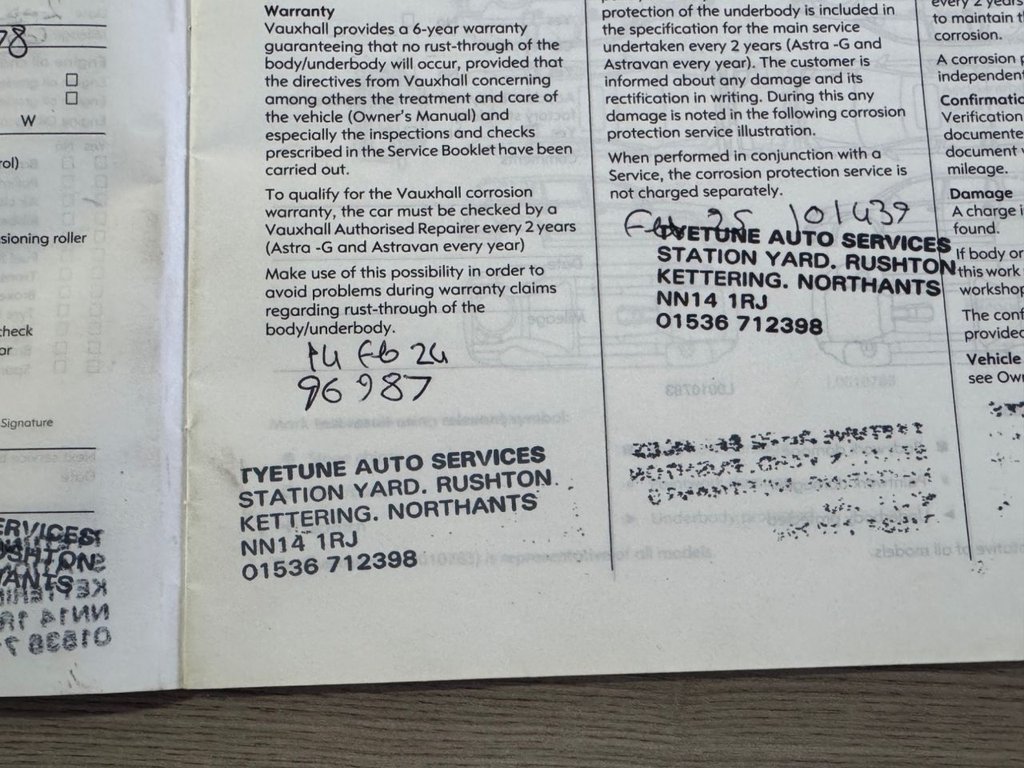 78
W
rol)
sioning roller
check
or
Signature
ERVICES
NN14 1R
Warranty
Vauxhall provides a 6-year warranty
guaranteeing that no rust-through of the
body/underbody will occur, provided that
the directives from Vauxhall concerning
among others the treatment and care of
the vehicle (Owner's Manual) and
especially the inspections and checks
prescribed in the Service Booklet have been
carried out.
To qualify for the Vauxhall corrosion
warranty, the car must be checked by a
Vauxhall Authorised Repairer every 2 years
(Astra -G and Astravan every year)
Make use of this possibility in order to
avoid problems during warranty claims
regarding rust-through of the
body/underbody.
14 Feb 24
96987
TYETUNE AUTO SERVICES
STATION YARD. RUSHTON.
KETTERING. NORTHANTS
NN14 1RJ
01536 712398
protection of the underbody is included in
the specification for the main service
undertaken every 2 years (Astra -G and
Astravan every year). The customer is
informed about any damage and its
rectification in writing. During this any
damage is noted in the following corrosion
protection service illustration.
When performed in conjunction with a
Service, the corrosion protection service is
not charged separately.
Feb 25 101439
TYETUNE AUTO SERVICES
STATION YARD. RUSHTON
KETTERING. NORTHANTS
NN14 1RJ
01536 712398
every 2 years
to maintain t
corrosion.
A corrosion p
independent
Confirmatio
Verification
documente
document v
mileage.
Damage
A charge i
found.
If body or
this work
workshop
The conf
provided
Vehicle
see Own